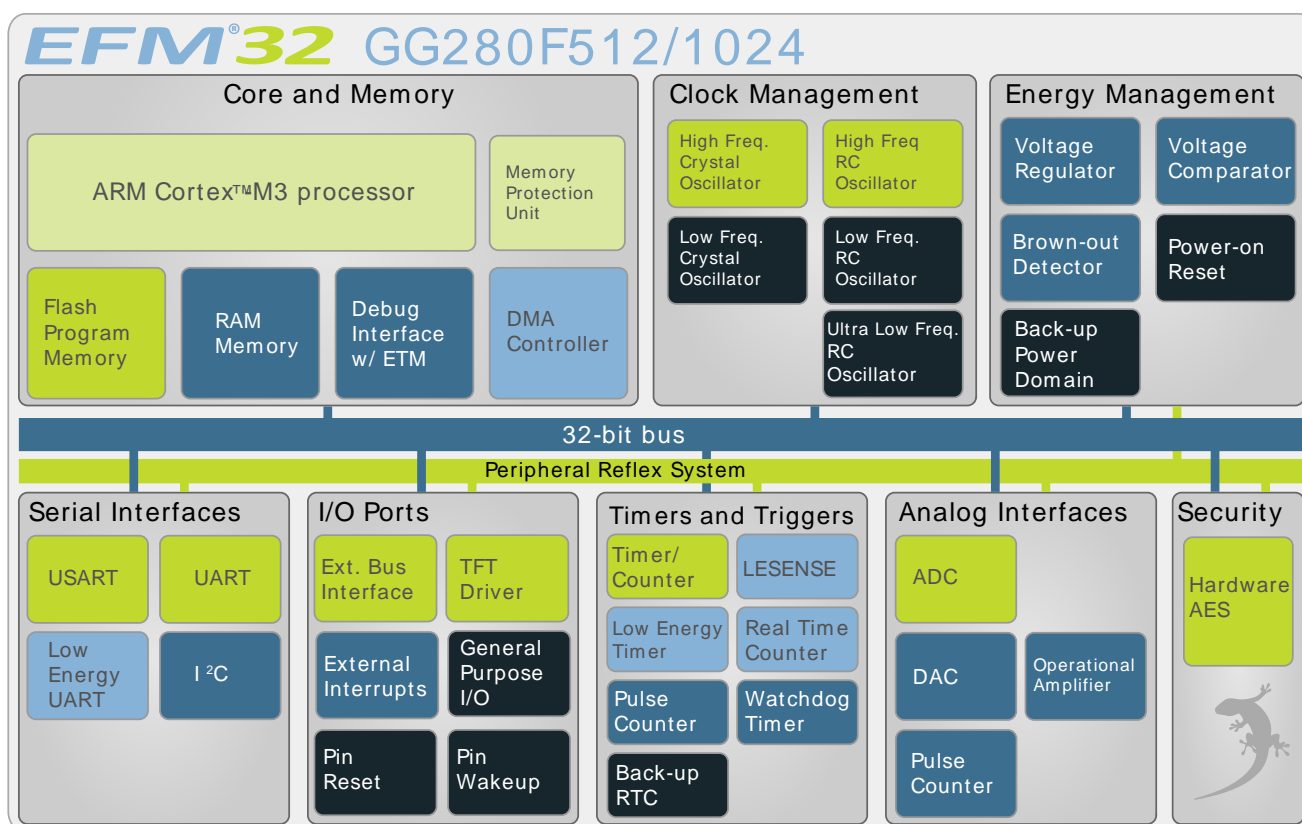 EFM®32 GG280F512/1024
Core and Memory
ARM Cortex™M3 processor
Memory
Protection
Unit
Flash
Program
Memory
RAM
Memory
Debug
Interface
w/ ETM
DMA
Controller
Clock Management
High Freq.
Crystal
Oscillator
High Freq
RC
Oscillator
Low Freq.
Crystal
Oscillator
Low Freq.
RC
Oscillator
Ultra Low Freq.
RC
Oscillator
Energy Management
Voltage
Regulator
Voltage
Comparator
Brown-out
Detector
Power-on
Reset
Back-up
Power
Domain
32-bit bus
Peripheral Reflex System
Serial Interfaces
USART
UART
Low
Energy
UART
I²C
I/O Ports
Ext. Bus
Interface
TFT
Driver
External
Interrupts
General
Purpose
I/O
Pin
Reset
Pin
Wakeup
Timers and Triggers
Timer/
Counter
LESENSE
Low Energy
Timer
Real Time
Counter
Pulse
Counter
Watchdog
Timer
Back-up
RTC
Analog Interfaces
ADC
DAC
Operational
Amplifier
Pulse
Counter
Security
Hardware
AES